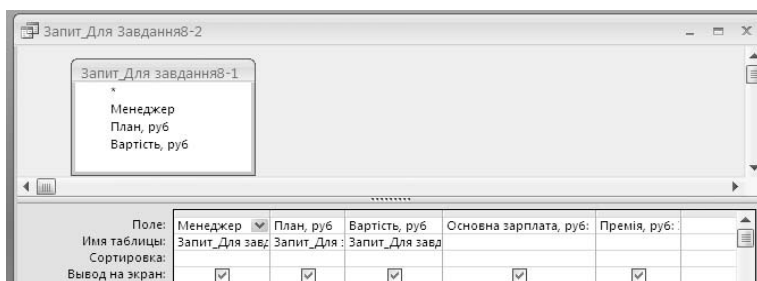 Запит_Для Завдання8-2
Запит_Для завдання8-1
*
Менеджер
План, руб
Вартість, руб
Поле: Менеджер План, руб Вартість, руб Основна зарплата, руб: Премія, руб:
Имя таблицы: Запит_Для завд Запит_Для Запит_Для завд
Сортировка:
Вывод на экран: